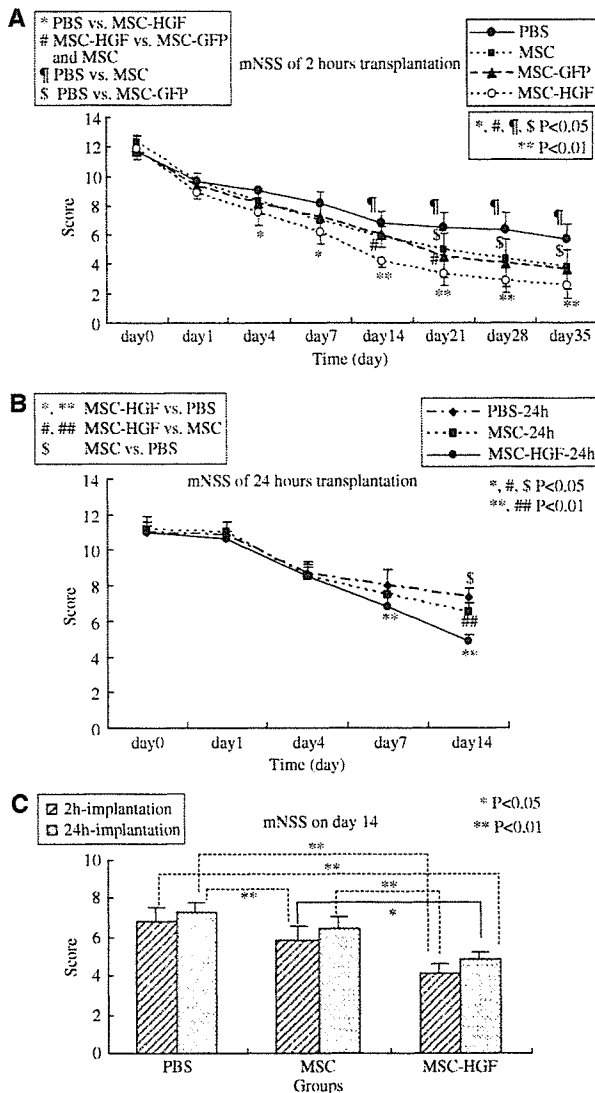 A
* PBS vs. MSC-HGF
# MSC-HGF vs. MSC-GFP
and MSC
¶ PBS vs. MSC
$ PBS vs. MSC-GFP
mNSS of 2 hours transplantation
PBS
MSC
MSC-GFP
MSC-HGF
*, #, ¶, $ P<0.05
** P<0.01
14
12
10
8
6
4
2
0
Score
¶ ¶ ¶ ¶
$ $ $
# #
* * ** ** ** **
day0 day1 day4 day7 day14 day21 day28 day35
Time (day)
B
*, ** MSC-HGF vs. PBS
#, ## MSC-HGF vs. MSC
$ MSC vs. PBS
mNSS of 24 hours transplantation
PBS-24h
MSC-24h
MSC-HGF-24h
*, #, $ P<0.05
**, ## P<0.01
14
12
10
8
6
4
2
0
Score
$
##
** **
day0 day1 day4 day7 day14
Time (day)
C
2h-implantation
24h-implantation
mNSS on day 14
* P<0.05
** P<0.01
10
8
6
4
2
0
Score
**
**
** **
*
PBS MSC MSC-HGF
Groups